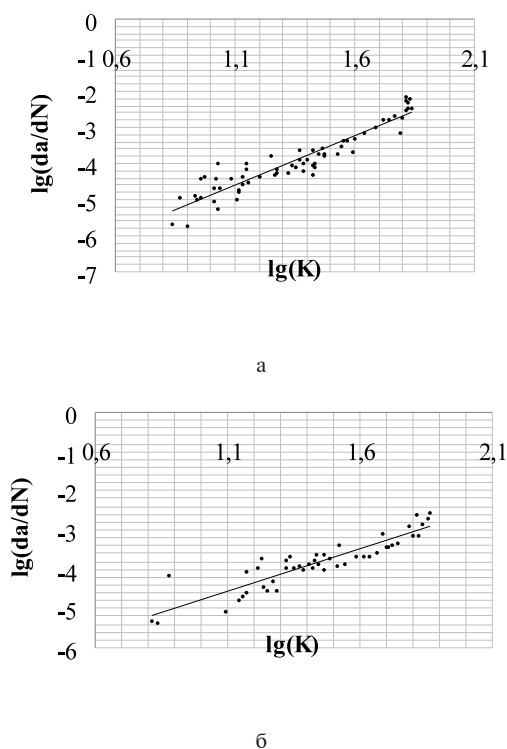 0
-1
0,6 1,1 1,6 2,1
-2
-3
-4
-5
-6
-7
lg(da/dN)
lg(K)
а
0
-1
0,6 1,1 1,6 2,1
-2
-3
-4
-5
-6
lg(da/dN)
lg(K)
б